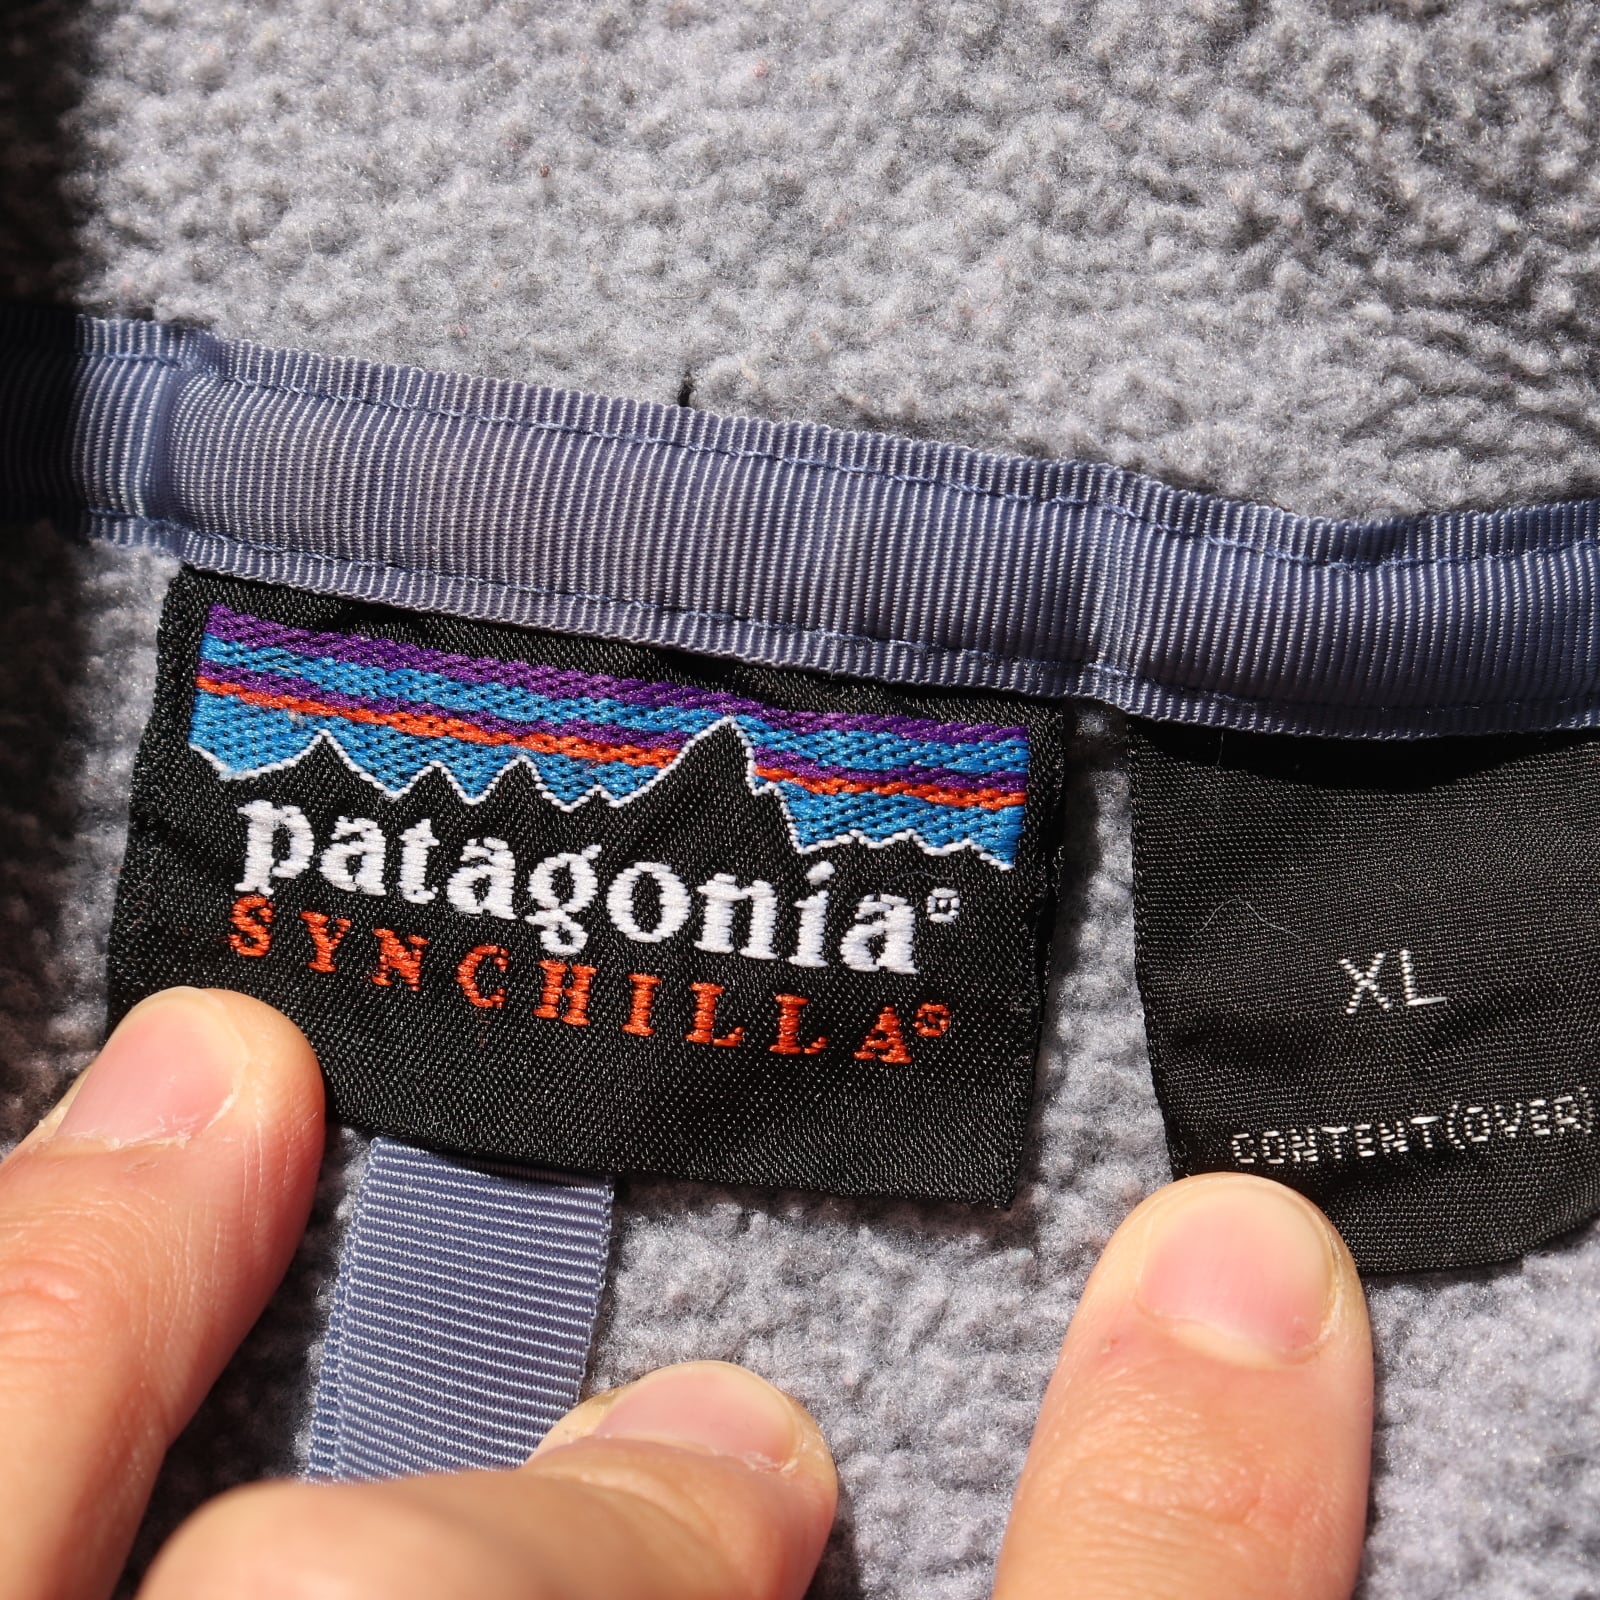 patagonia®
SYNCHILLA®
XL
CONTENT(OVER)